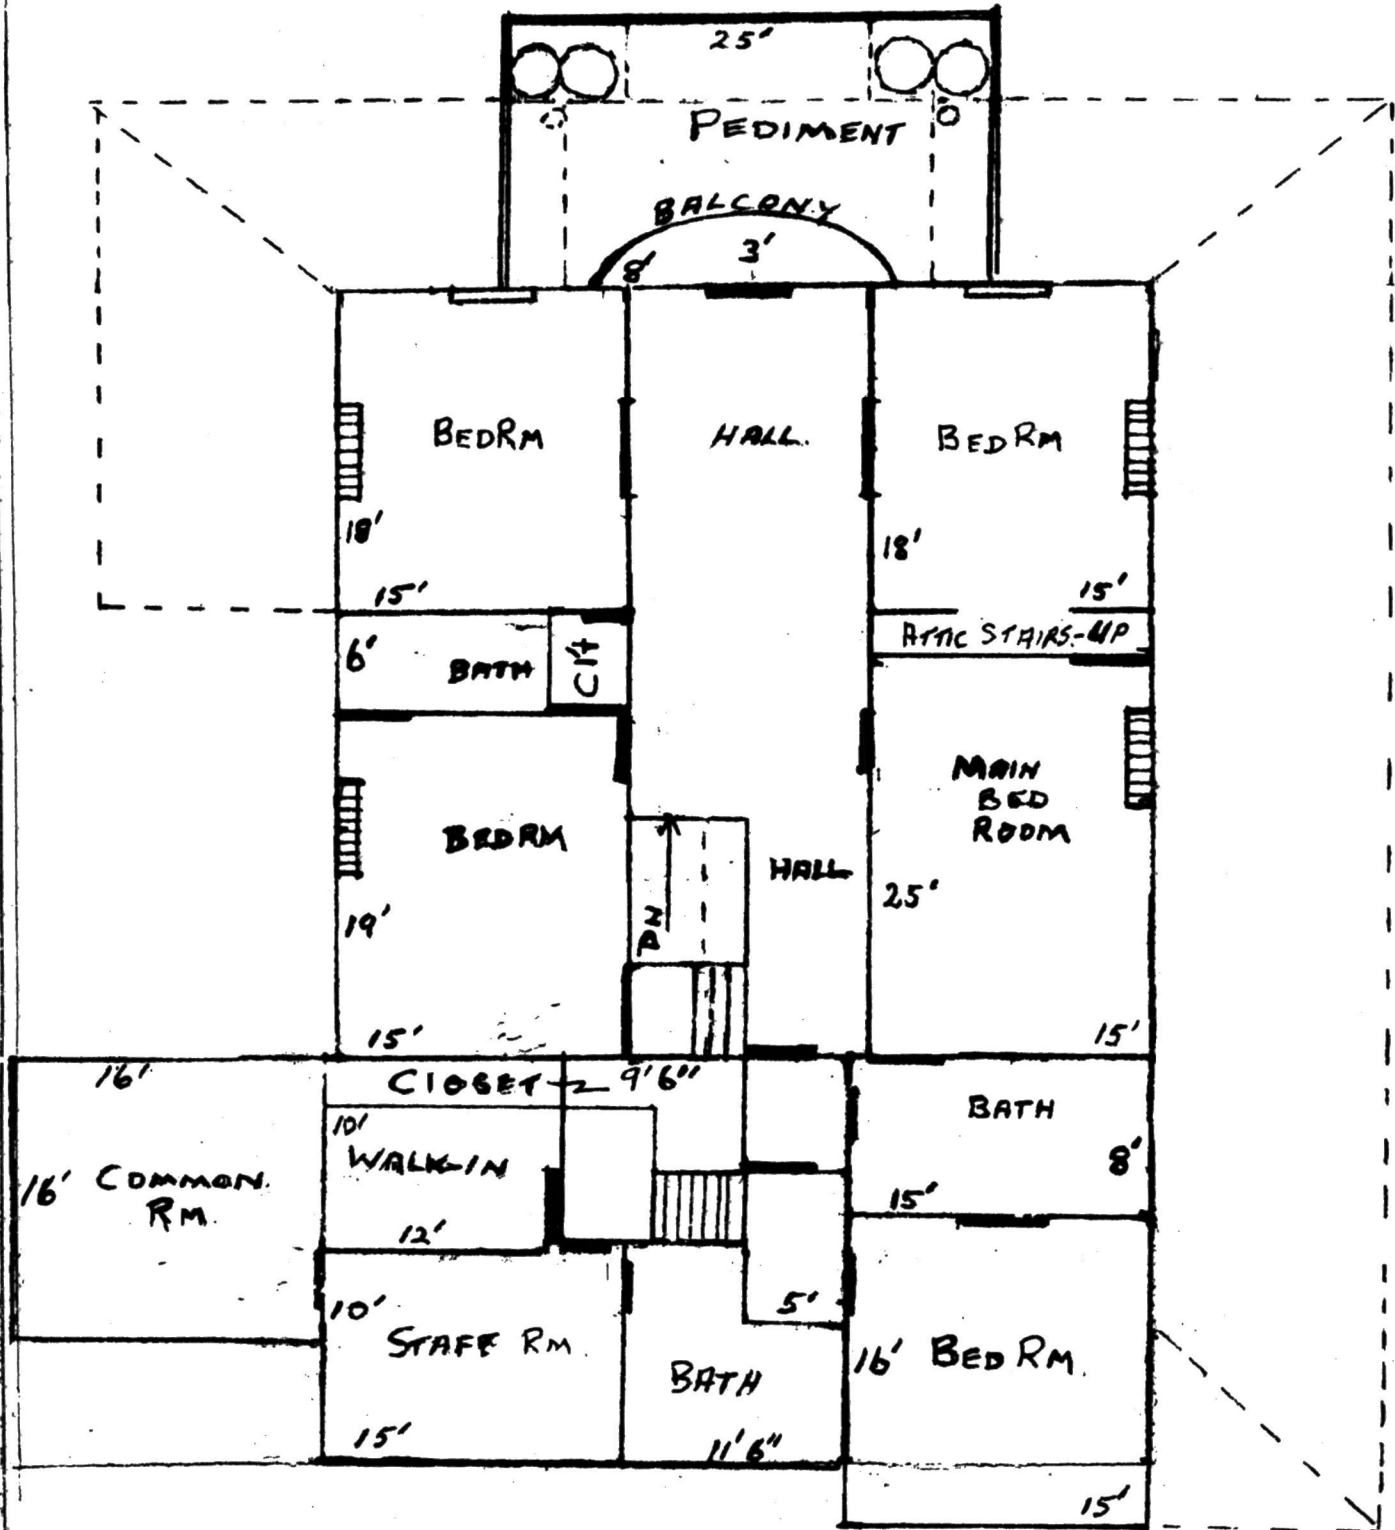 25'
PEDIMENT
BALCONY
8' 3'
BEDRM HALL. BEDRM
18' 18'
15' 15'
6' BATH Cl't ATTIC STAIRS-UP
MAIN
BED
ROOM
BEDRM HALL
DN
19' 25'
15' 15'
16' CLOSET 9'6"
10' BATH
WALK-IN 8'
16' COMMON.
RM.
12' 15'
10' 5'
STAFF RM. 16' BED RM.
BATH
15' 11'6"
15'